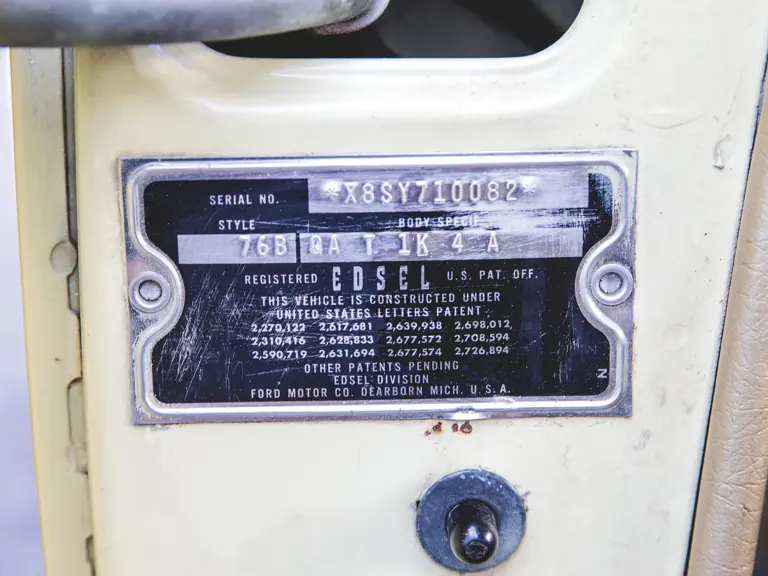 SERIAL NO. *X8SY710082*
STYLE BODY SPECIF
76B QA T 1K 4 A
REGISTERED EDSEL U.S. PAT. OFF.
THIS VEHICLE IS CONSTRUCTED UNDER
UNITED STATES LETTERS PATENT
2,270,122 2,617,681 2,639,938 2,698,012
2,310,416 2,628,833 2,677,572 2,708,594
2,590,719 2,631,694 2,677,574 2,726,894
OTHER PATENTS PENDING
EDSEL DIVISION
FORD MOTOR CO. DEARBORN MICH. U.S.A.
N